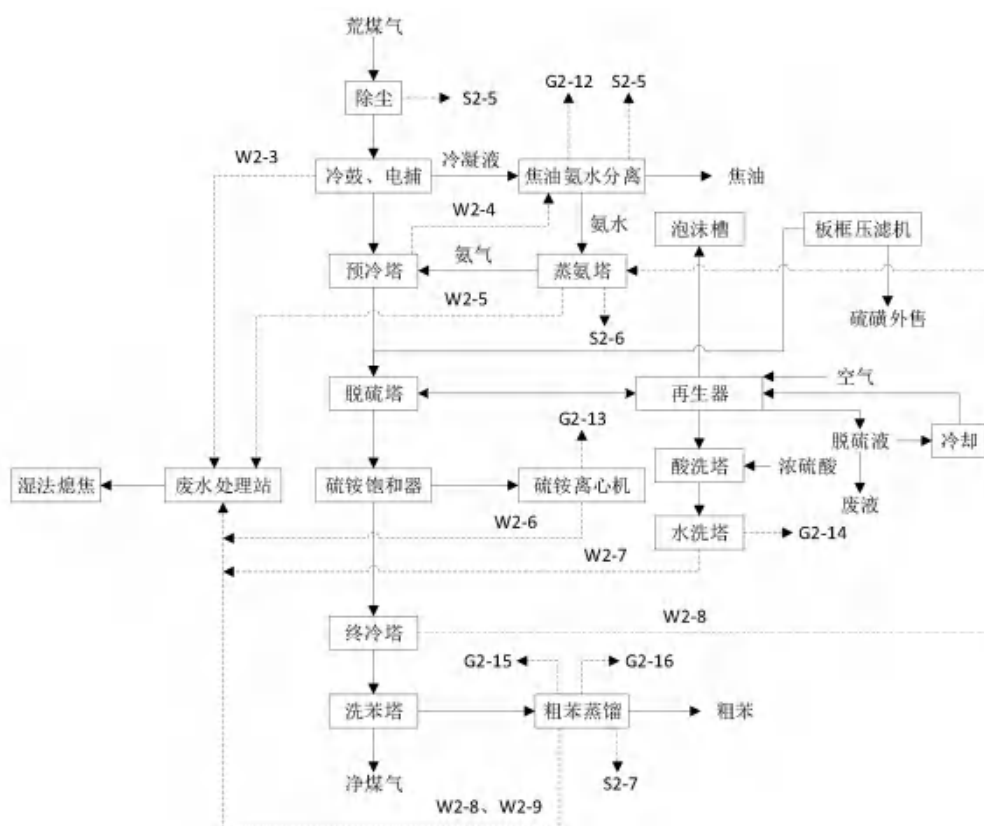 荒煤气
G2-12
S2-5
除尘
S2-5
W2-3
冷凝液
冷鼓、电捕
焦油氨水分离
焦油
W2-4
氨水
泡沫槽
板框压滤机
氨气
预冷塔
蒸氨塔
W2-5
硫磺外售
S2-6
空气
脱硫塔
再生器
G2-13
脱硫液
冷却
酸洗塔
浓硫酸
湿法熄焦
废水处理站
硫铵饱和器
硫铵离心机
废液
W2-6
水洗塔
G2-14
W2-7
终冷塔
W2-8
G2-15
G2-16
洗苯塔
粗苯蒸馏
粗苯
净煤气
S2-7
W2-8、W2-9